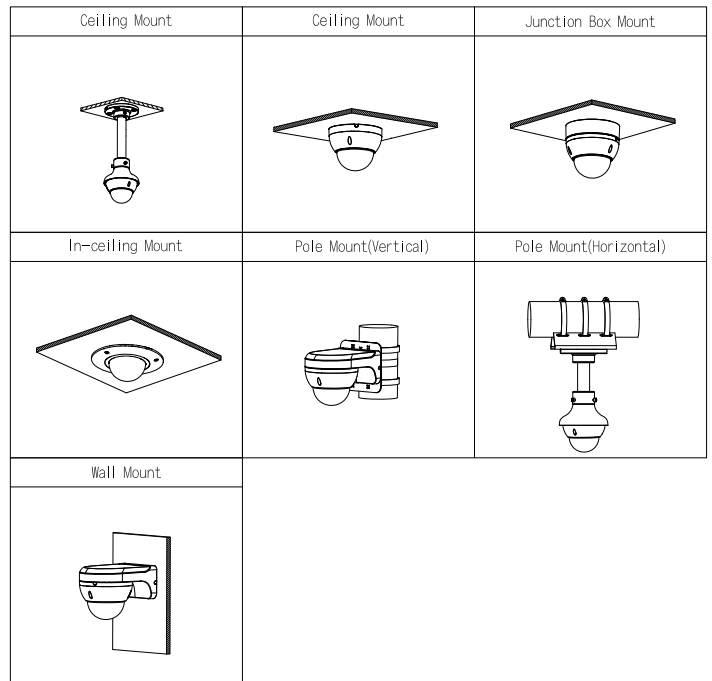 Ceiling Mount
Ceiling Mount
Junction Box Mount
In-ceiling Mount
Pole Mount(Vertical)
Pole Mount(Horizontal)
Wall Mount